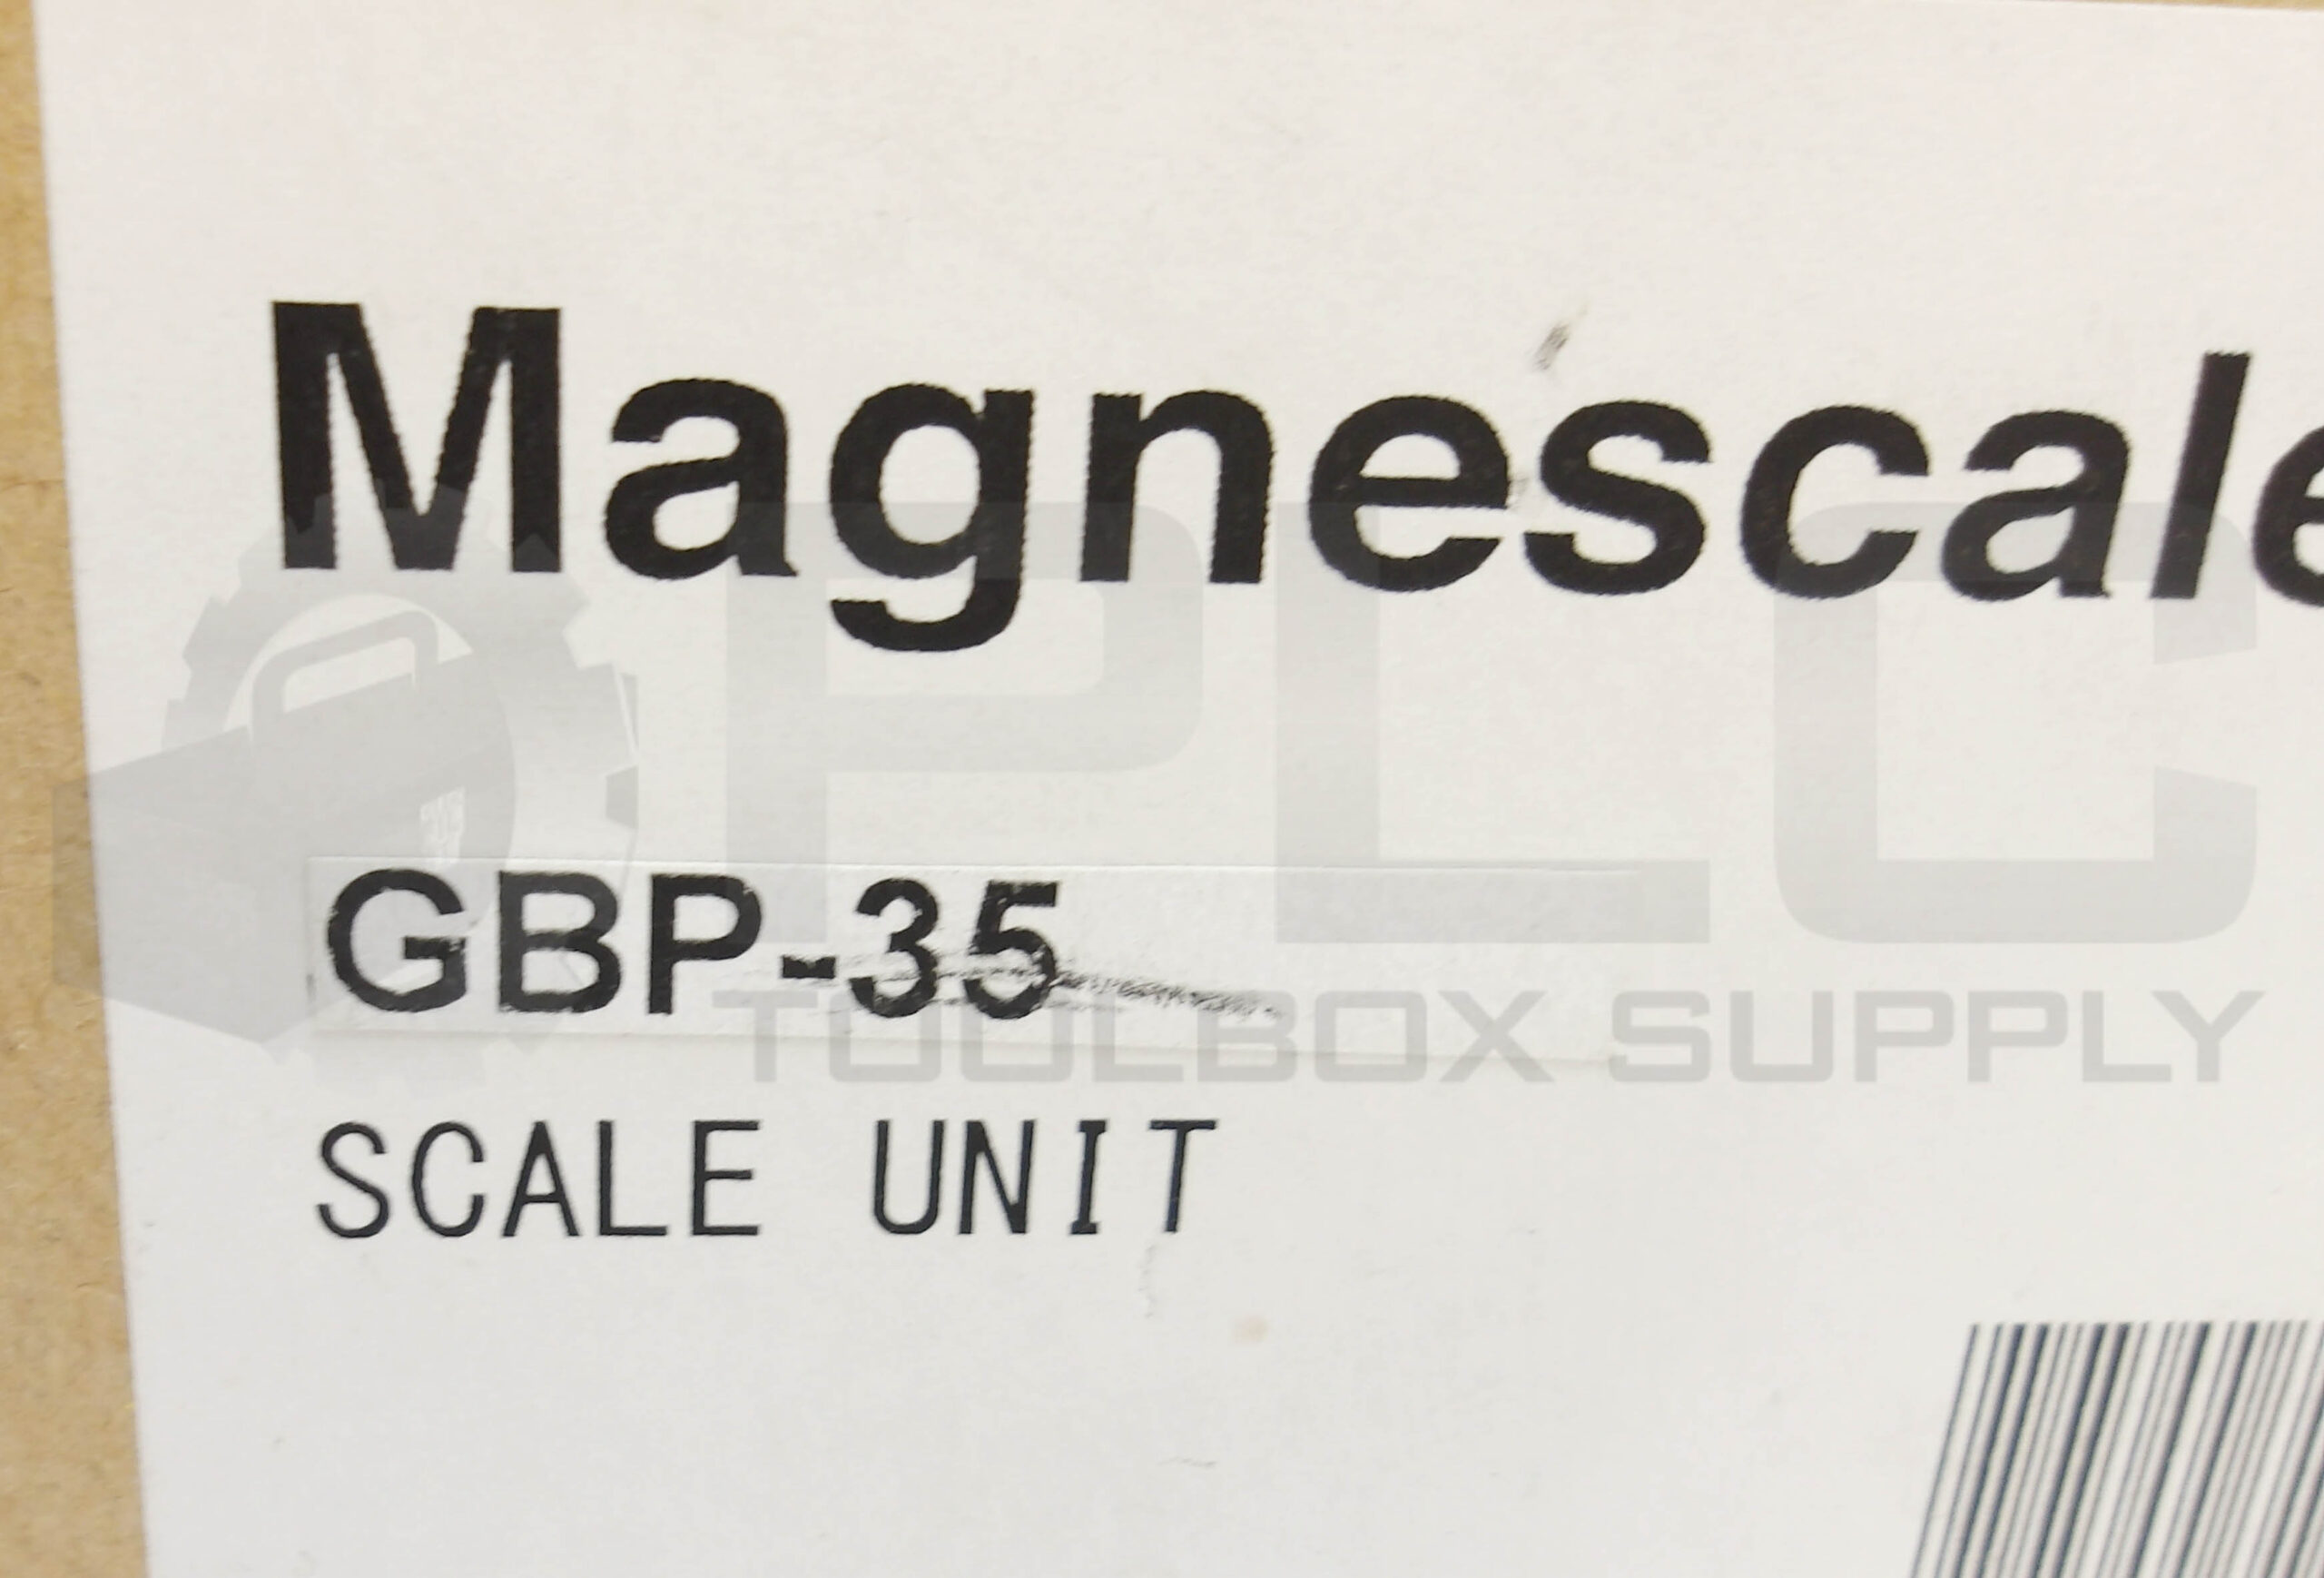 Magnescale
GBP-35
PLC
TOOLBOX SUPPLY
SCALE UNIT